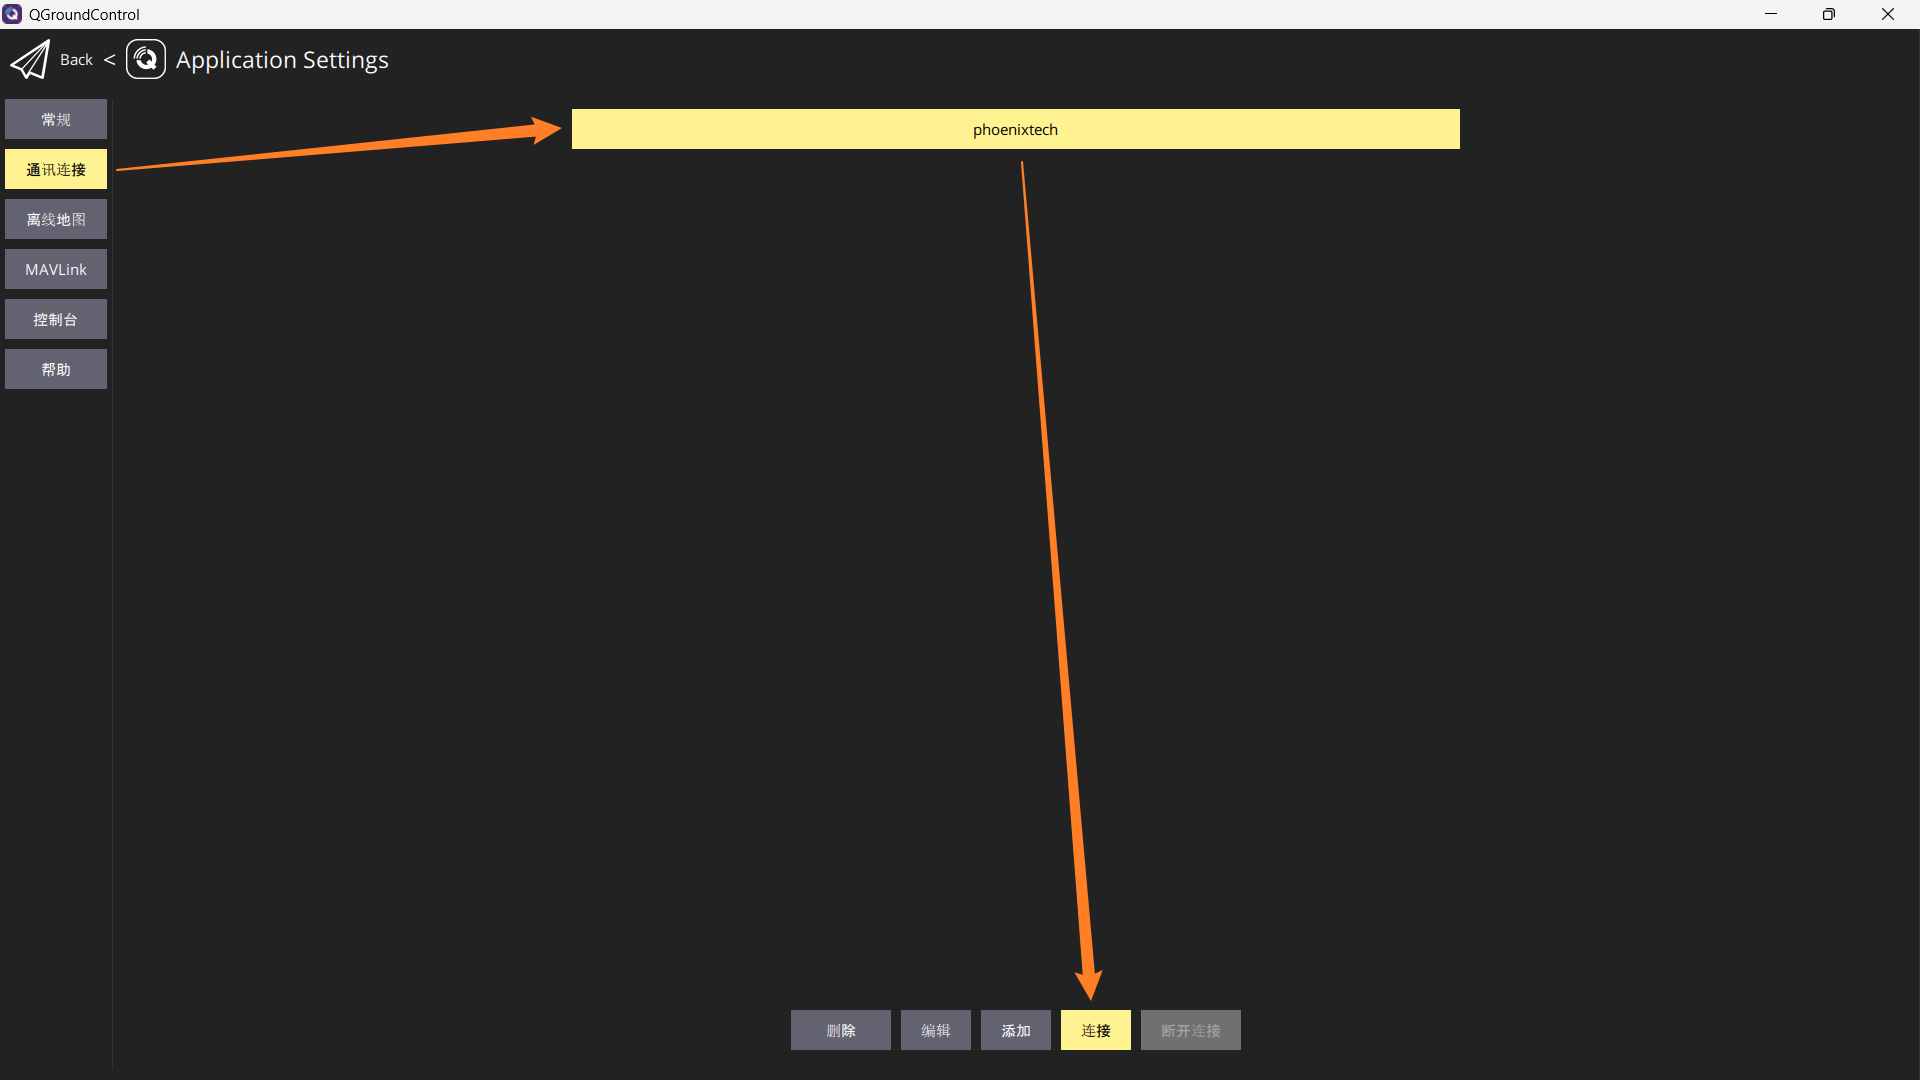 QGroundControl
Back < Application Settings
常规
phoenixtech
通讯连接
离线地图
MAVLink
控制台
帮助
删除 编辑 添加 连接 断开连接